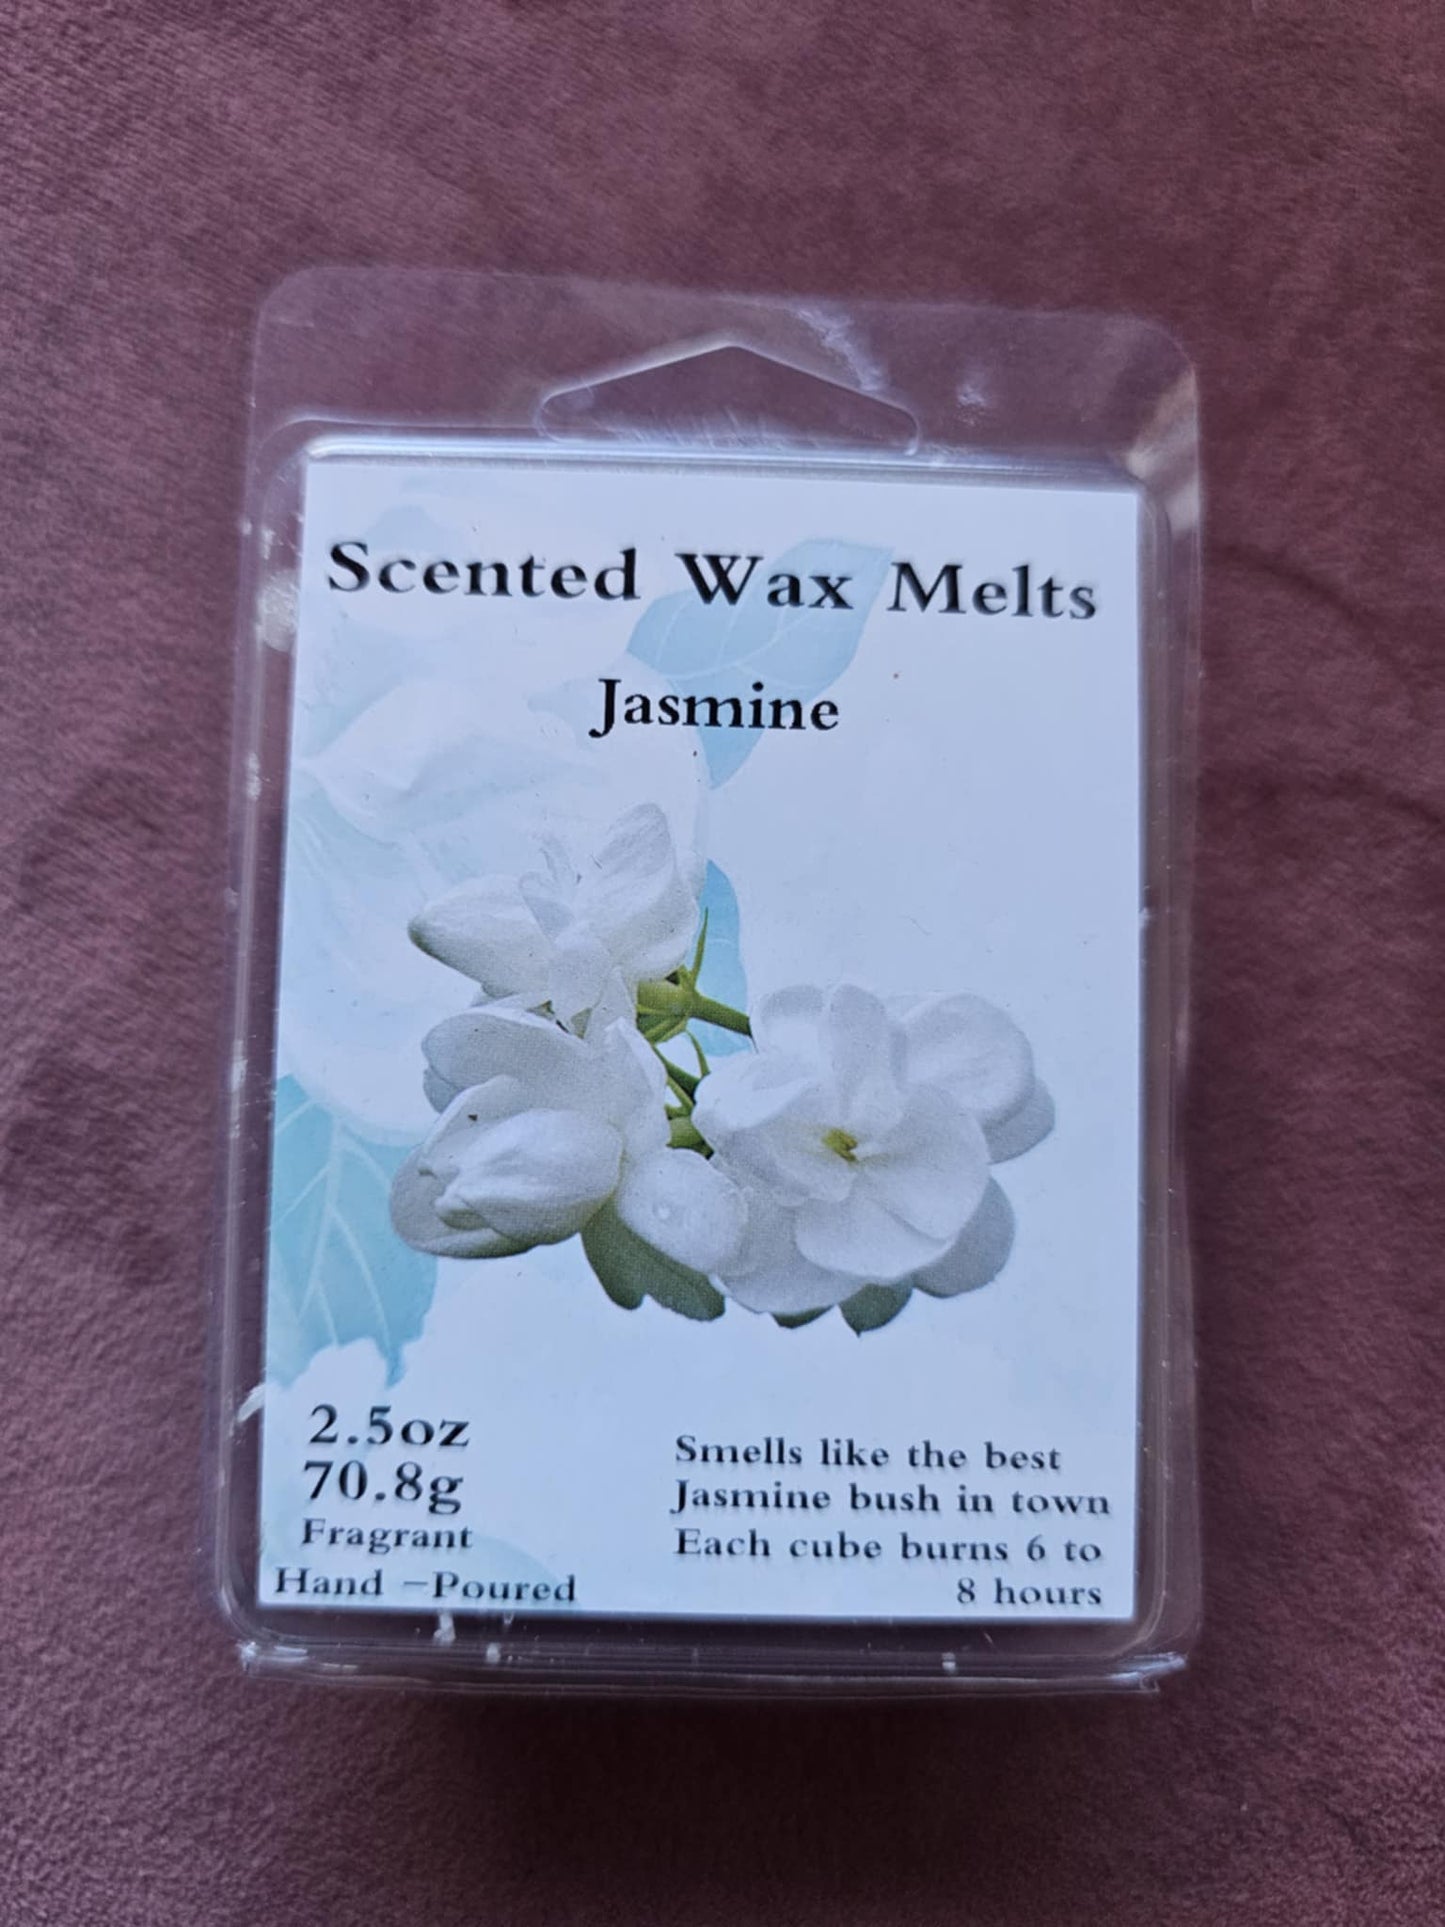 Scented Wax Melts
Jasmine
2.5oz
70.8g
Fragrant
Hand -Poured
Smells like the best
Jasmine bush in town
Each cube burns 6 to
8 hours